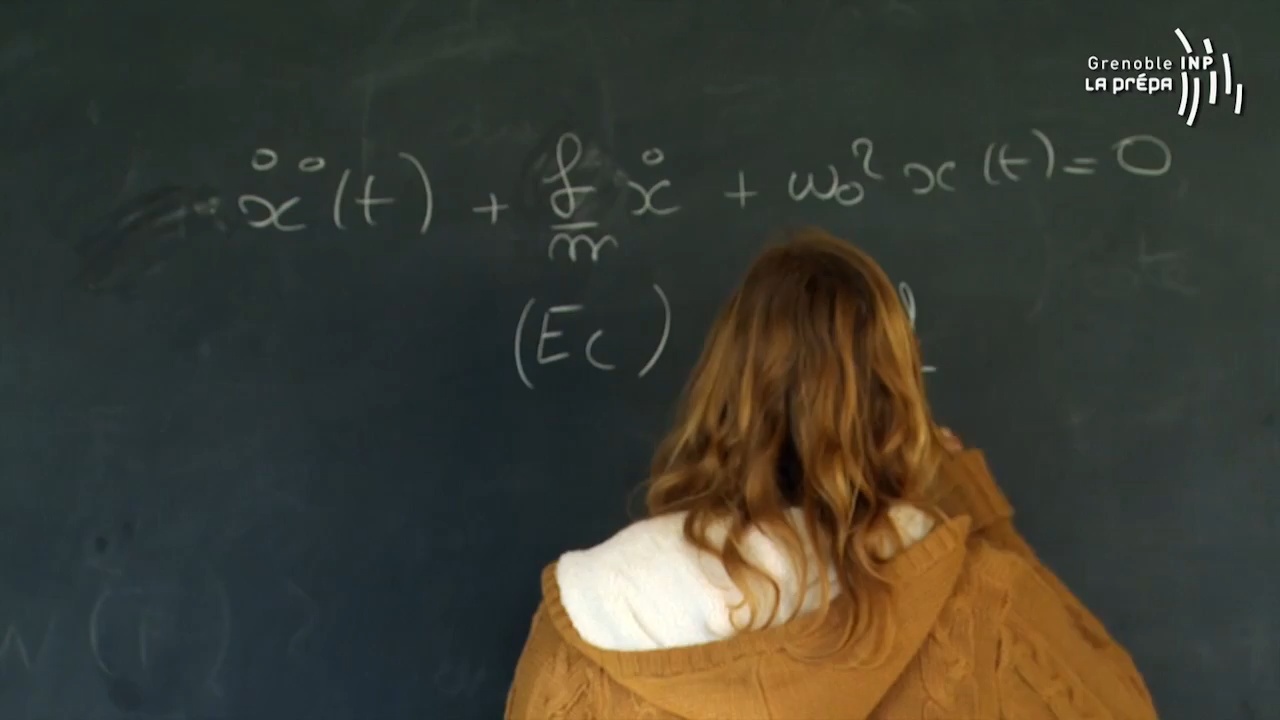 Grenoble INP
LA PRÉPA
ẍ(t) + f/m ẋ + ω₀² x(t) = 0
(Ec)